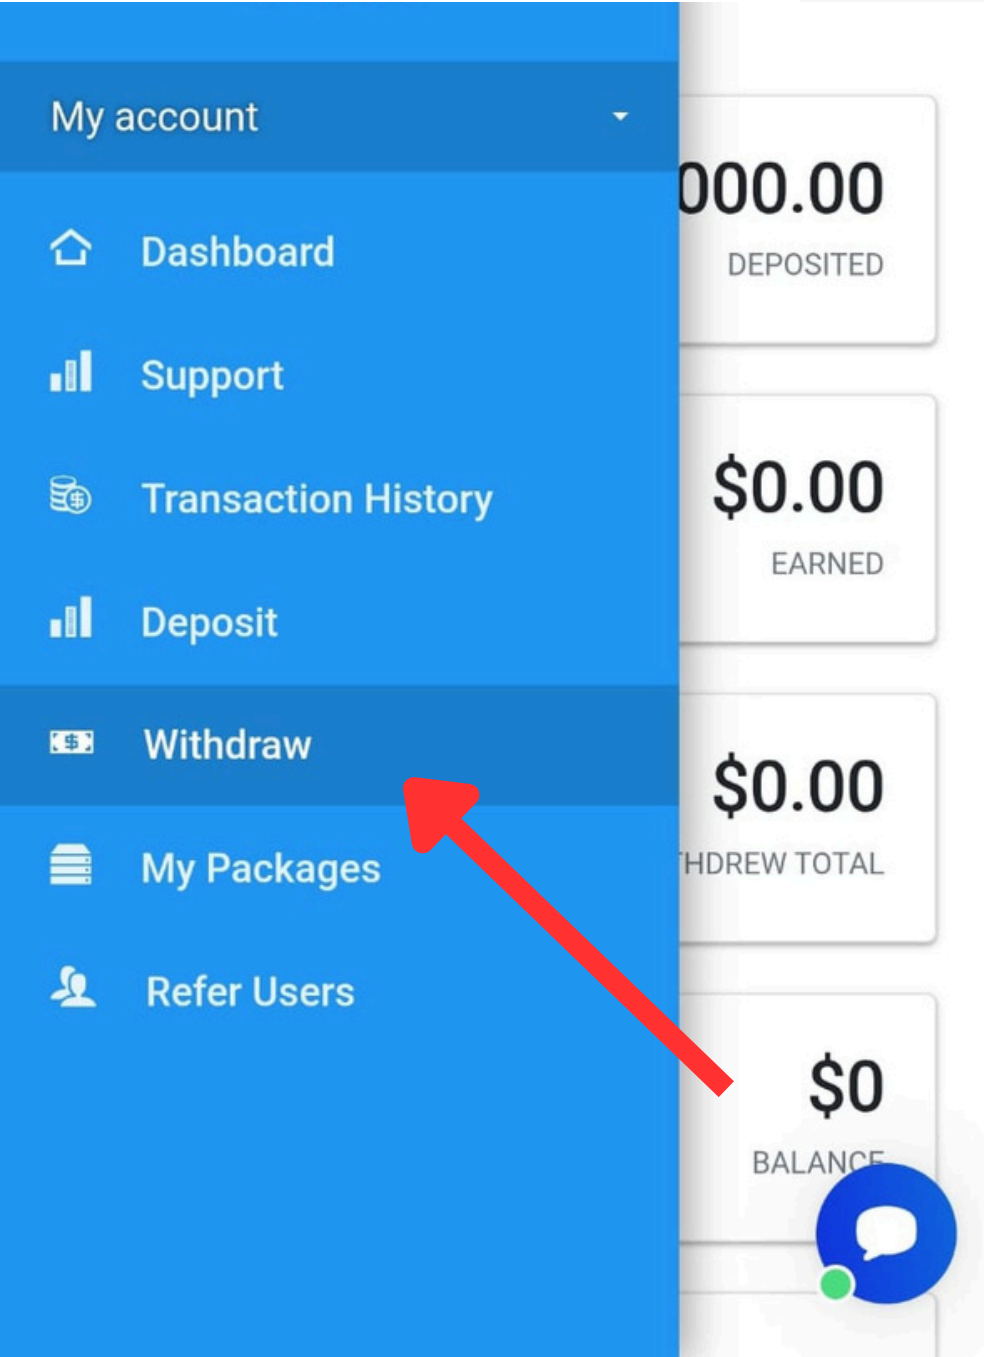 My account
Dashboard
Support
Transaction History
Deposit
Withdraw
My Packages
Refer Users
000.00
DEPOSITED
$0.00
EARNED
$0.00
THDREW TOTAL
$0
BALANCE